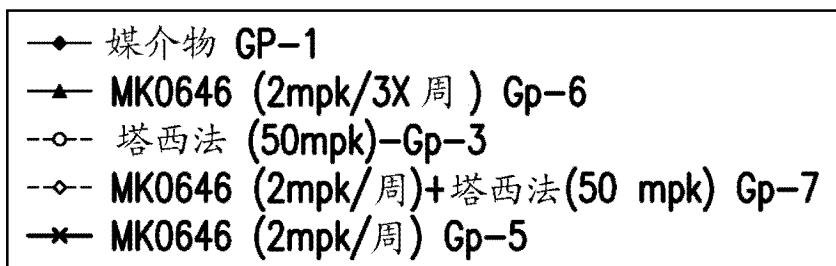 媒介物 GP-1
MK0646 (2mpk/3X 周 ) Gp-6
塔西法 (50mpk)-Gp-3
MK0646 (2mpk/周)+塔西法(50 mpk) Gp-7
MK0646 (2mpk/周) Gp-5